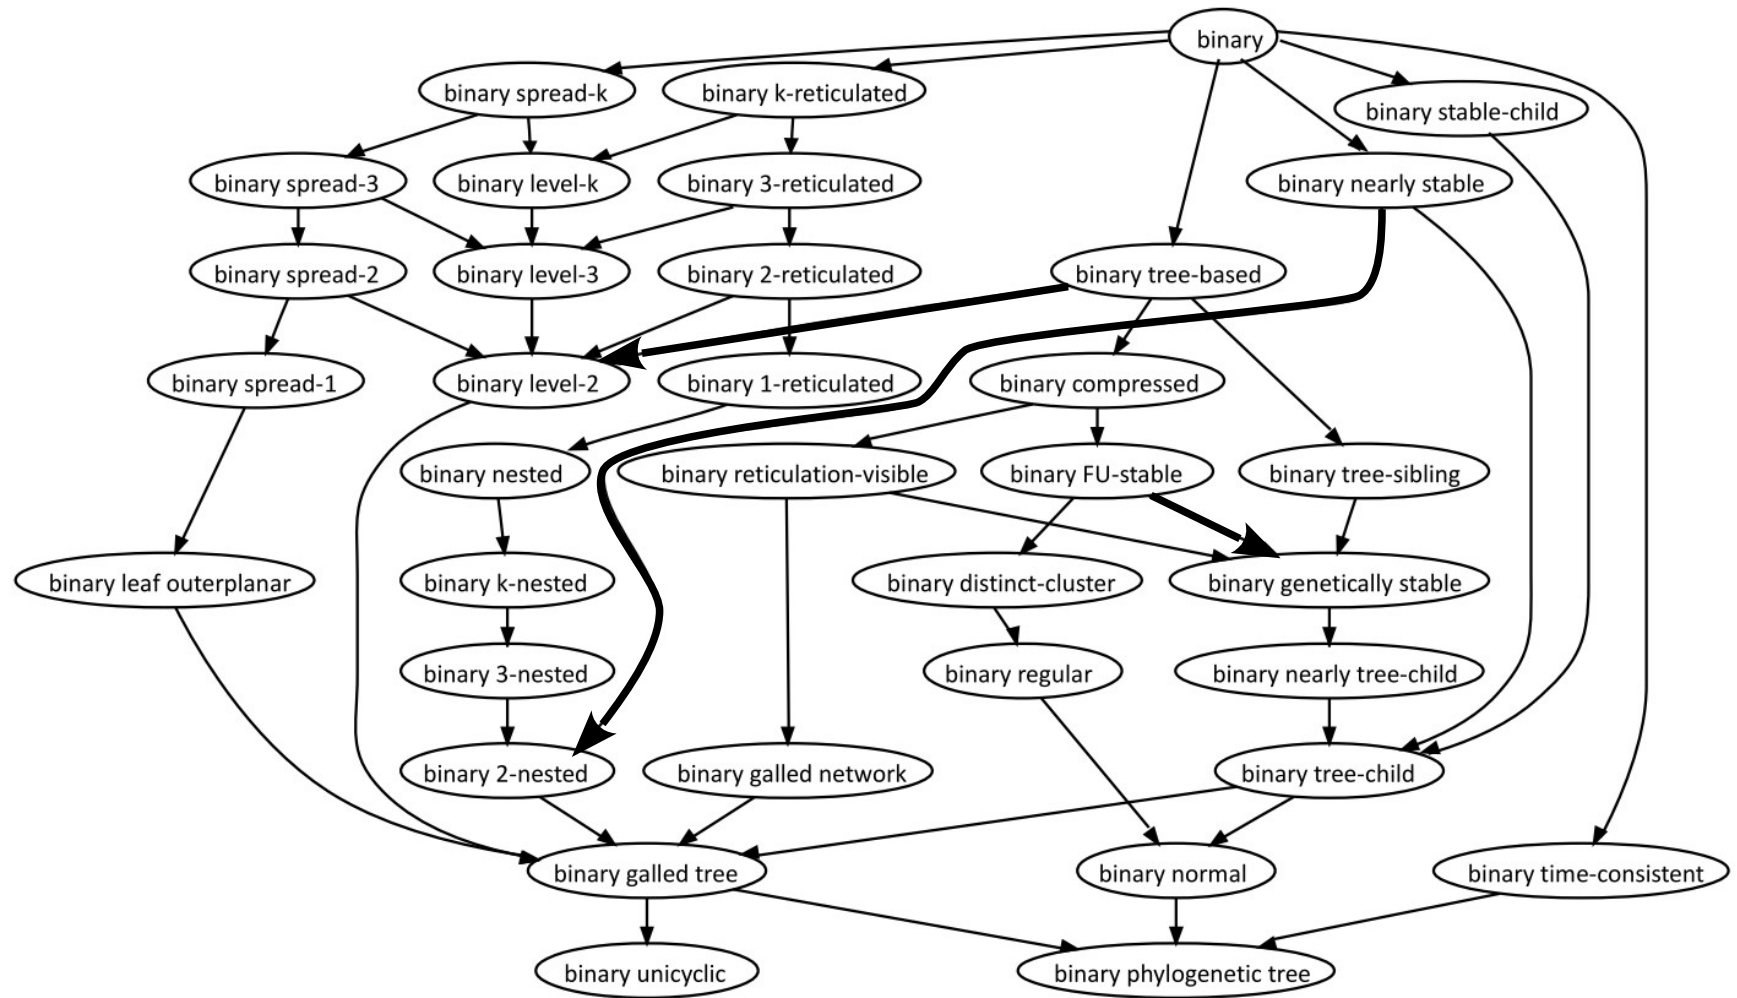 binary
binary spread-k
binary k-reticulated
binary stable-child
binary spread-3
binary level-k
binary 3-reticulated
binary nearly stable
binary spread-2
binary level-3
binary 2-reticulated
binary tree-based
binary spread-1
binary level-2
binary 1-reticulated
binary compressed
binary nested
binary reticulation-visible
binary FU-stable
binary tree-sibling
binary leaf outerplanar
binary k-nested
binary distinct-cluster
binary genetically stable
binary 3-nested
binary regular
binary nearly tree-child
binary 2-nested
binary galled network
binary tree-child
binary galled tree
binary normal
binary time-consistent
binary unicyclic
binary phylogenetic tree